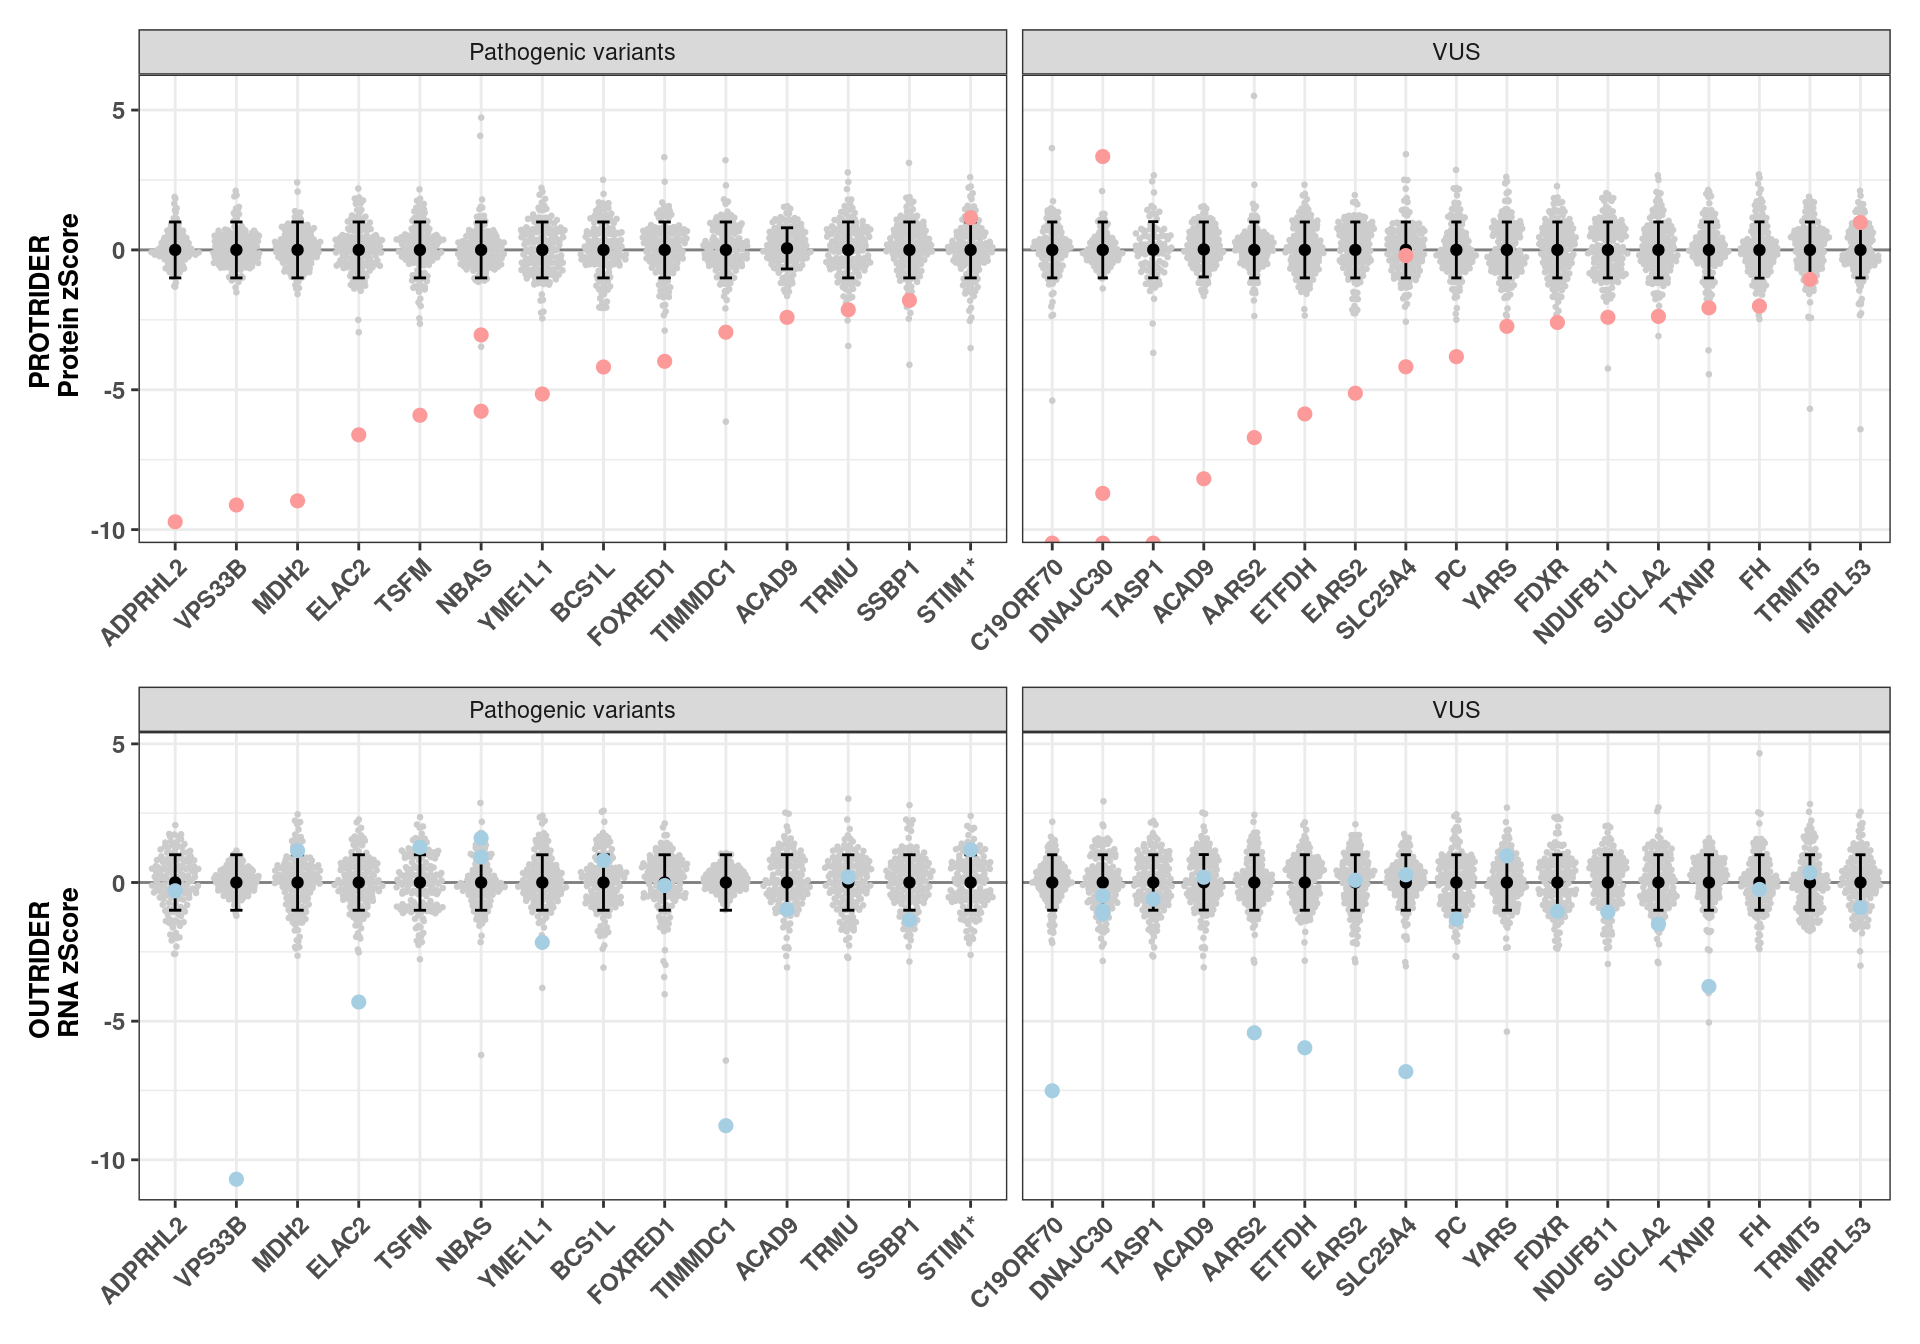 Pathogenic variants
VUS
PROTRIDER
Protein zScore
5
0
-5
-10
ADPRHL2
VPS33B
MDH2
ELAC2
TSFM
NBAS
YME1L1
BCS1L
FOXRED1
TIMMDC1
ACAD9
TRMU
SSBP1
STIM1*
C19ORF70
DNAJC30
TASP1
ACAD9
AARS2
ETFDH
EARS2
SLC25A4
PC
YARS
FDXR
NDUFB11
SUCLA2
TXNIP
FH
TRMT5
MRPL53
Pathogenic variants
VUS
OUTRIDER
RNA zScore
5
0
-5
-10
ADPRHL2
VPS33B
MDH2
ELAC2
TSFM
NBAS
YME1L1
BCS1L
FOXRED1
TIMMDC1
ACAD9
TRMU
SSBP1
STIM1*
C19ORF70
DNAJC30
TASP1
ACAD9
AARS2
ETFDH
EARS2
SLC25A4
PC
YARS
FDXR
NDUFB11
SUCLA2
TXNIP
FH
TRMT5
MRPL53